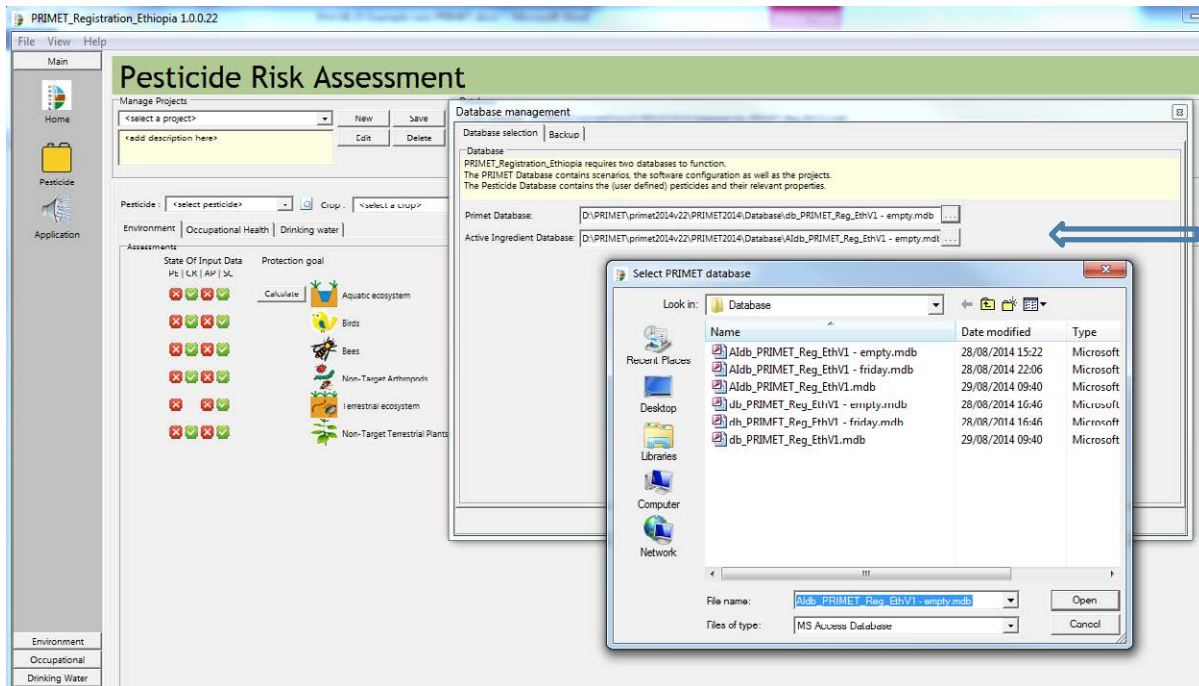 PRIMET_Registration_Ethiopia 1.0.0.22
File View Help
Main
Home
Pesticide
Application
Environment
Occupational
Drinking Water
Pesticide Risk Assessment
Manage Projects
<select a project>
New
Save
<add description here>
Edit
Delete
Pesticide :
<select pesticide>
Crop :
<select a crop>
Environment
Occupational Health
Drinking water
Assessments
State Of Input Data
Protection goal
PE | CR | AP | SC
Calculate
Aquatic ecosystem
Birds
Bees
Non-Target Arthropods
Terrestrial ecosystem
Non-Target Terrestrial Plants
Database management
Database selection
Backup
Database
PRIMET_Registration_Ethiopia requires two databases to function.
The PRIMET Database contains scenarios, the software configuration as well as the projects.
The Pesticide Database contains the (user defined) pesticides and their relevant properties.
Primet Database:
D:\PRIMET\primet2014v22\PRIMET2014\Database\db_PRIMET_Reg_EthV1 - empty.mdb
...
Active Ingredient Database:
D:\PRIMET\primet2014v22\PRIMET2014\Database\AIdb_PRIMET_Reg_EthV1 - empty.mdb
...
Select PRIMET database
Look in:
Database
Recent Places
Desktop
Libraries
Computer
Network
Name Date modified Type
AIdb_PRIMET_Reg_EthV1 - empty.mdb 28/08/2014 15:22 Microsoft
AIdb_PRIMET_Reg_EthV1 - friday.mdb 28/08/2014 22:06 Microsoft
AIdb_PRIMET_Reg_EthV1.mdb 29/08/2014 09:40 Microsoft
db_PRIMET_Reg_EthV1 - empty.mdb 28/08/2014 16:46 Microsoft
db_PRIMET_Reg_EthV1 - friday.mdb 28/08/2014 16:46 Microsoft
db_PRIMET_Reg_EthV1.mdb 29/08/2014 09:40 Microsoft
File name:
AIdb_PRIMET_Reg_EthV1 - empty.mdb
Open
Files of type:
MS Access Database
Cancel